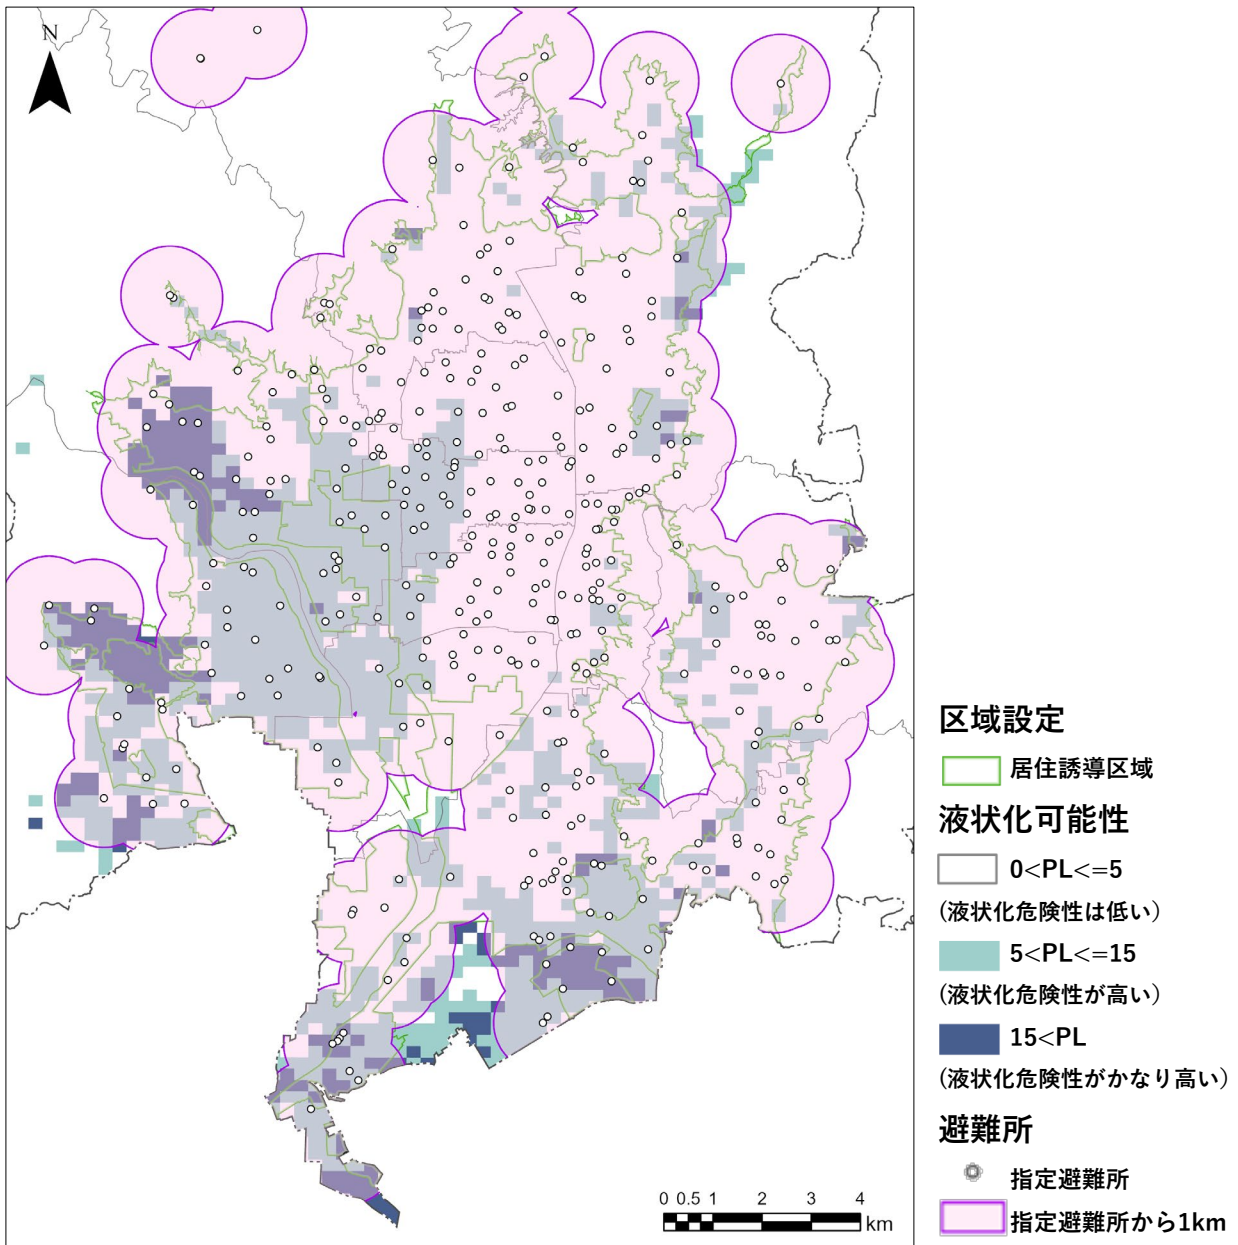 N
区域設定
居住誘導区域
液状化可能性
0<PL<=5
(液状化危険性は低い)
5<PL<=15
(液状化危険性が高い)
15<PL
(液状化危険性がかなり高い)
避難所
指定避難所
指定避難所から1km
0 0.5 1 2 3 4
km